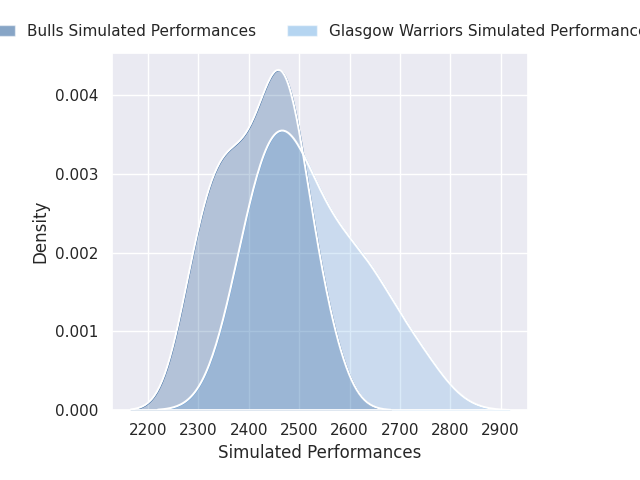 Bulls Simulated Performances Glasgow Warriors Simulated Performanc
0.004
0.003
0.002
0.001
0.000
Density
2200 2300 2400 2500 2600 2700 2800 2900
Simulated Performances